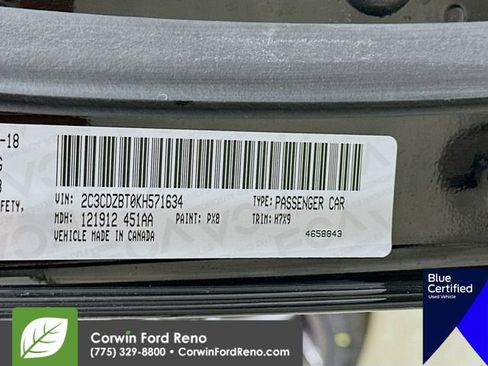 -18
VIN: 2C3CDZBT0KH571634 TYPE: PASSENGER CAR
FETY,
MDH: 121912 451AA PAINT: PX8 TRIM: H7X9
VEHICLE MADE IN CANADA 4658843
Blue
Certified
Used Vehicle
Corwin Ford Reno
(775) 329-8800 • CorwinFordReno.com